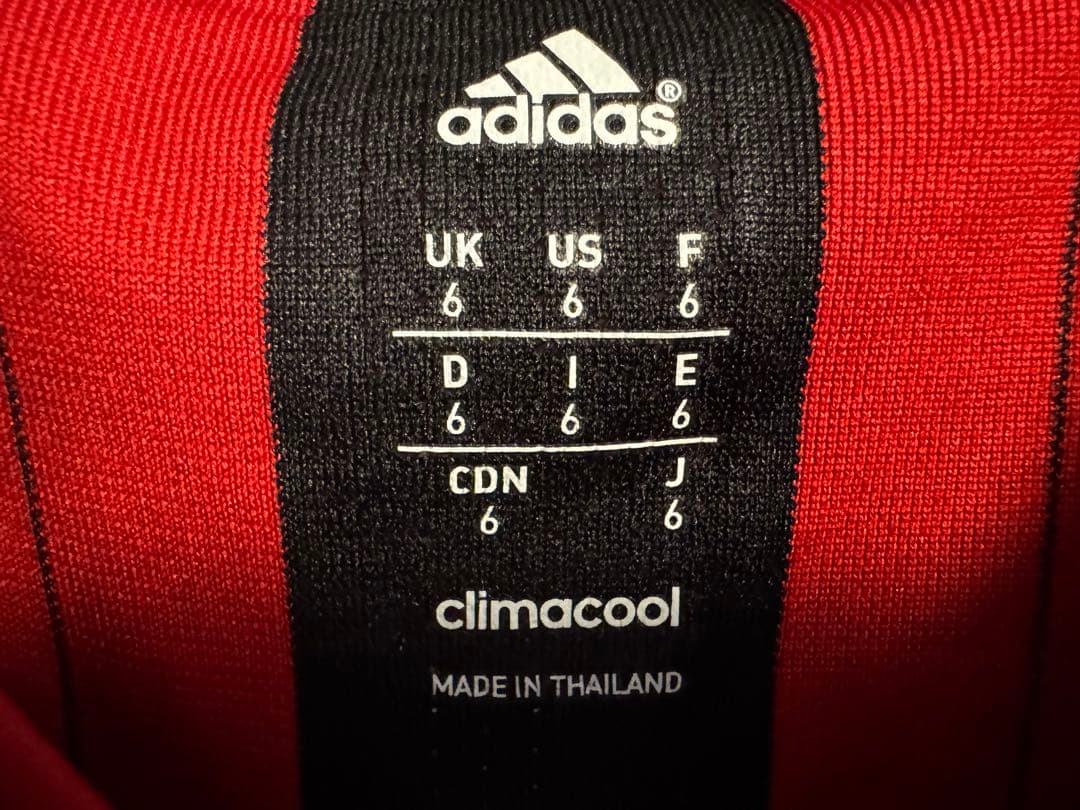 adidas®
UK US F
6 6 6
D I E
6 6 6
CDN J
6 6
climacool
MADE IN THAILAND